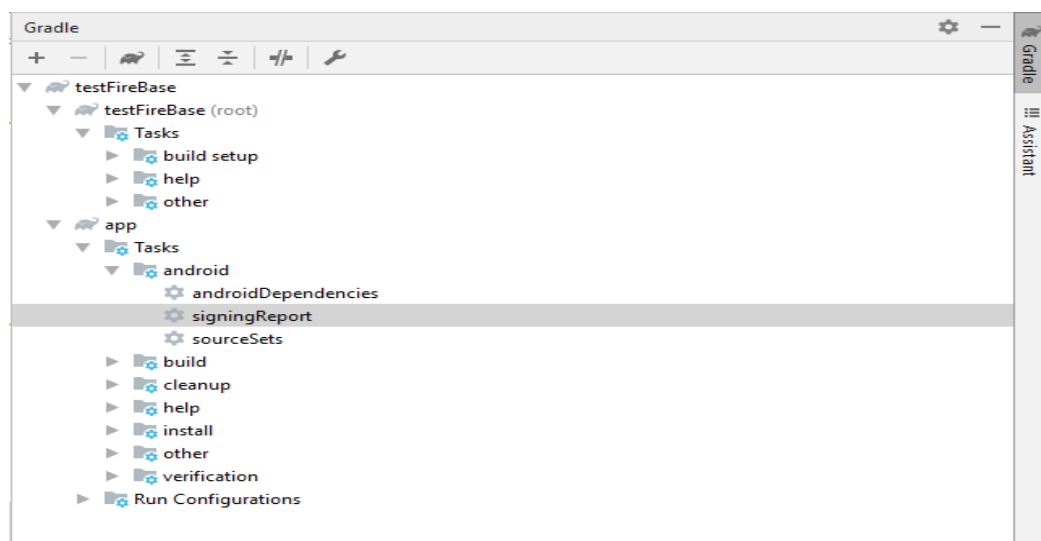 Gradle
testFireBase
testFireBase (root)
Tasks
build setup
help
other
app
Tasks
android
androidDependencies
signingReport
sourceSets
build
cleanup
help
install
other
verification
Run Configurations
Gradle
Assistant